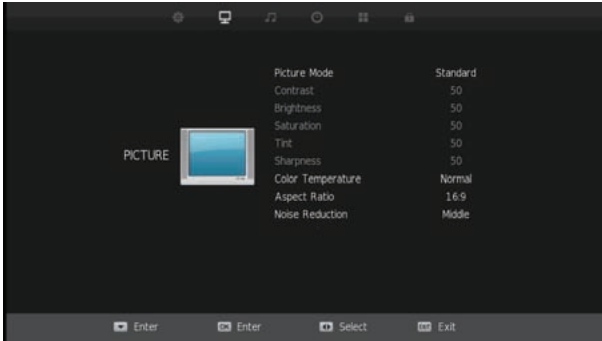 Picture Mode Standard
Contrast 50
Brightness 50
Saturation 50
Tint 50
PICTURE
Sharpness 50
Color Temperature Normal
Aspect Ratio 16:9
Noise Reduction Middle
Enter OK Enter Select EXIT Exit